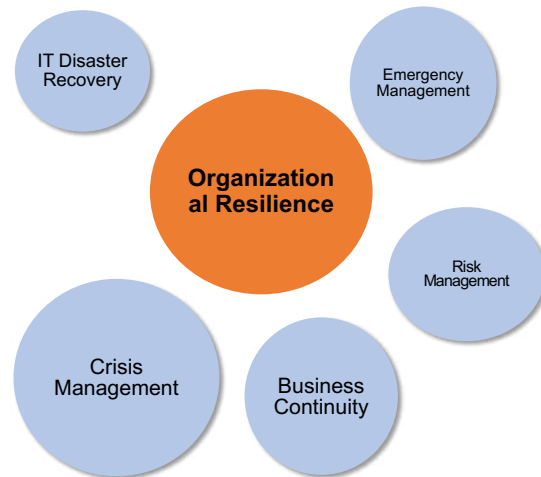 IT Disaster
Recovery
Emergency
Management
Organization
al Resilience
Risk
Management
Crisis
Management
Business
Continuity